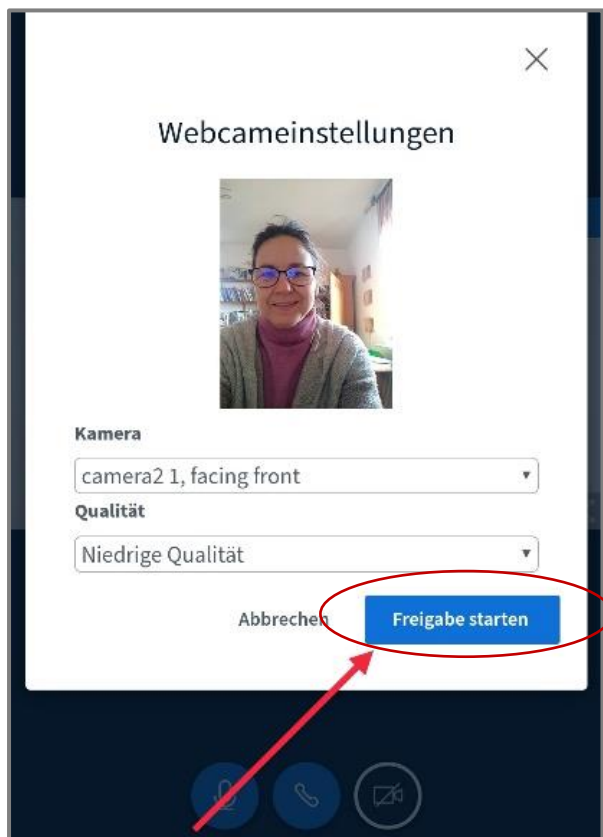 Webcameinstellungen
Kamera
camera2 1, facing front
Qualität
Niedrige Qualität
Abbrechen
Freigabe starten